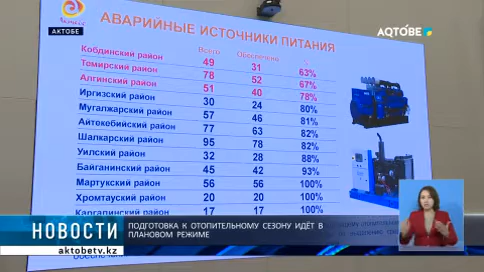 АҚТӨБЕ
AQTÓBE
АВАРИЙНЫЕ ИСТОЧНИКИ ПИТАНИЯ
Всего Обеспечено %
Кобдинский район 49 31 63%
Темирский район 78 52 67%
Алгинский район 51 40 78%
Иргизский район 30 24 80%
Мугалжарский район 57 46 81%
Айтекебийский район 77 63 82%
Шалкарский район 95 78 82%
Уилский район 32 28 88%
Байганинский район 45 42 93%
Мартукский район 56 56 100%
Хромтауский район 20 20 100%
Каргалинский район 17 17 100%
НОВОСТИ
aktobetv.kz
ПОДГОТОВКА К ОТОПИТЕЛЬНОМУ СЕЗОНУ ИДЁТ В
ПЛАНОВОМ РЕЖИМЕ